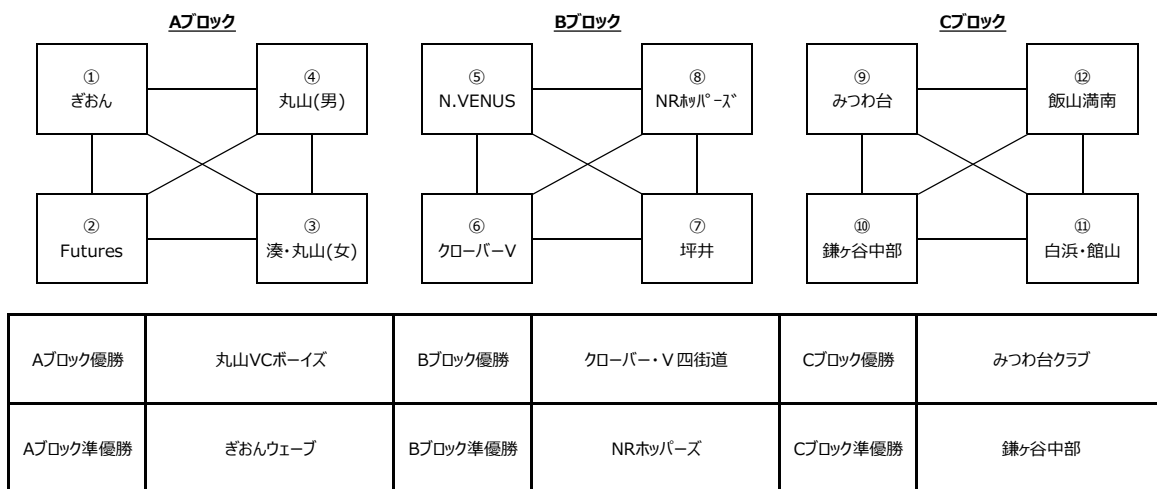 Aブロック
Bブロック
Cブロック
①
ぎおん
④
丸山(男)
⑤
N.VENUS
⑧
NRﾎｯﾊﾟｰｽﾞ
⑨
みつわ台
⑫
飯山満南
②
Futures
③
湊・丸山(女)
⑥
クローバーV
⑦
坪井
⑩
鎌ヶ谷中部
⑪
白浜・館山
Aブロック優勝
丸山VCボーイズ
Bブロック優勝
クローバー・V 四街道
Cブロック優勝
みつわ台クラブ
Aブロック準優勝
ぎおんウェーブ
Bブロック準優勝
NRホッパーズ
Cブロック準優勝
鎌ヶ谷中部